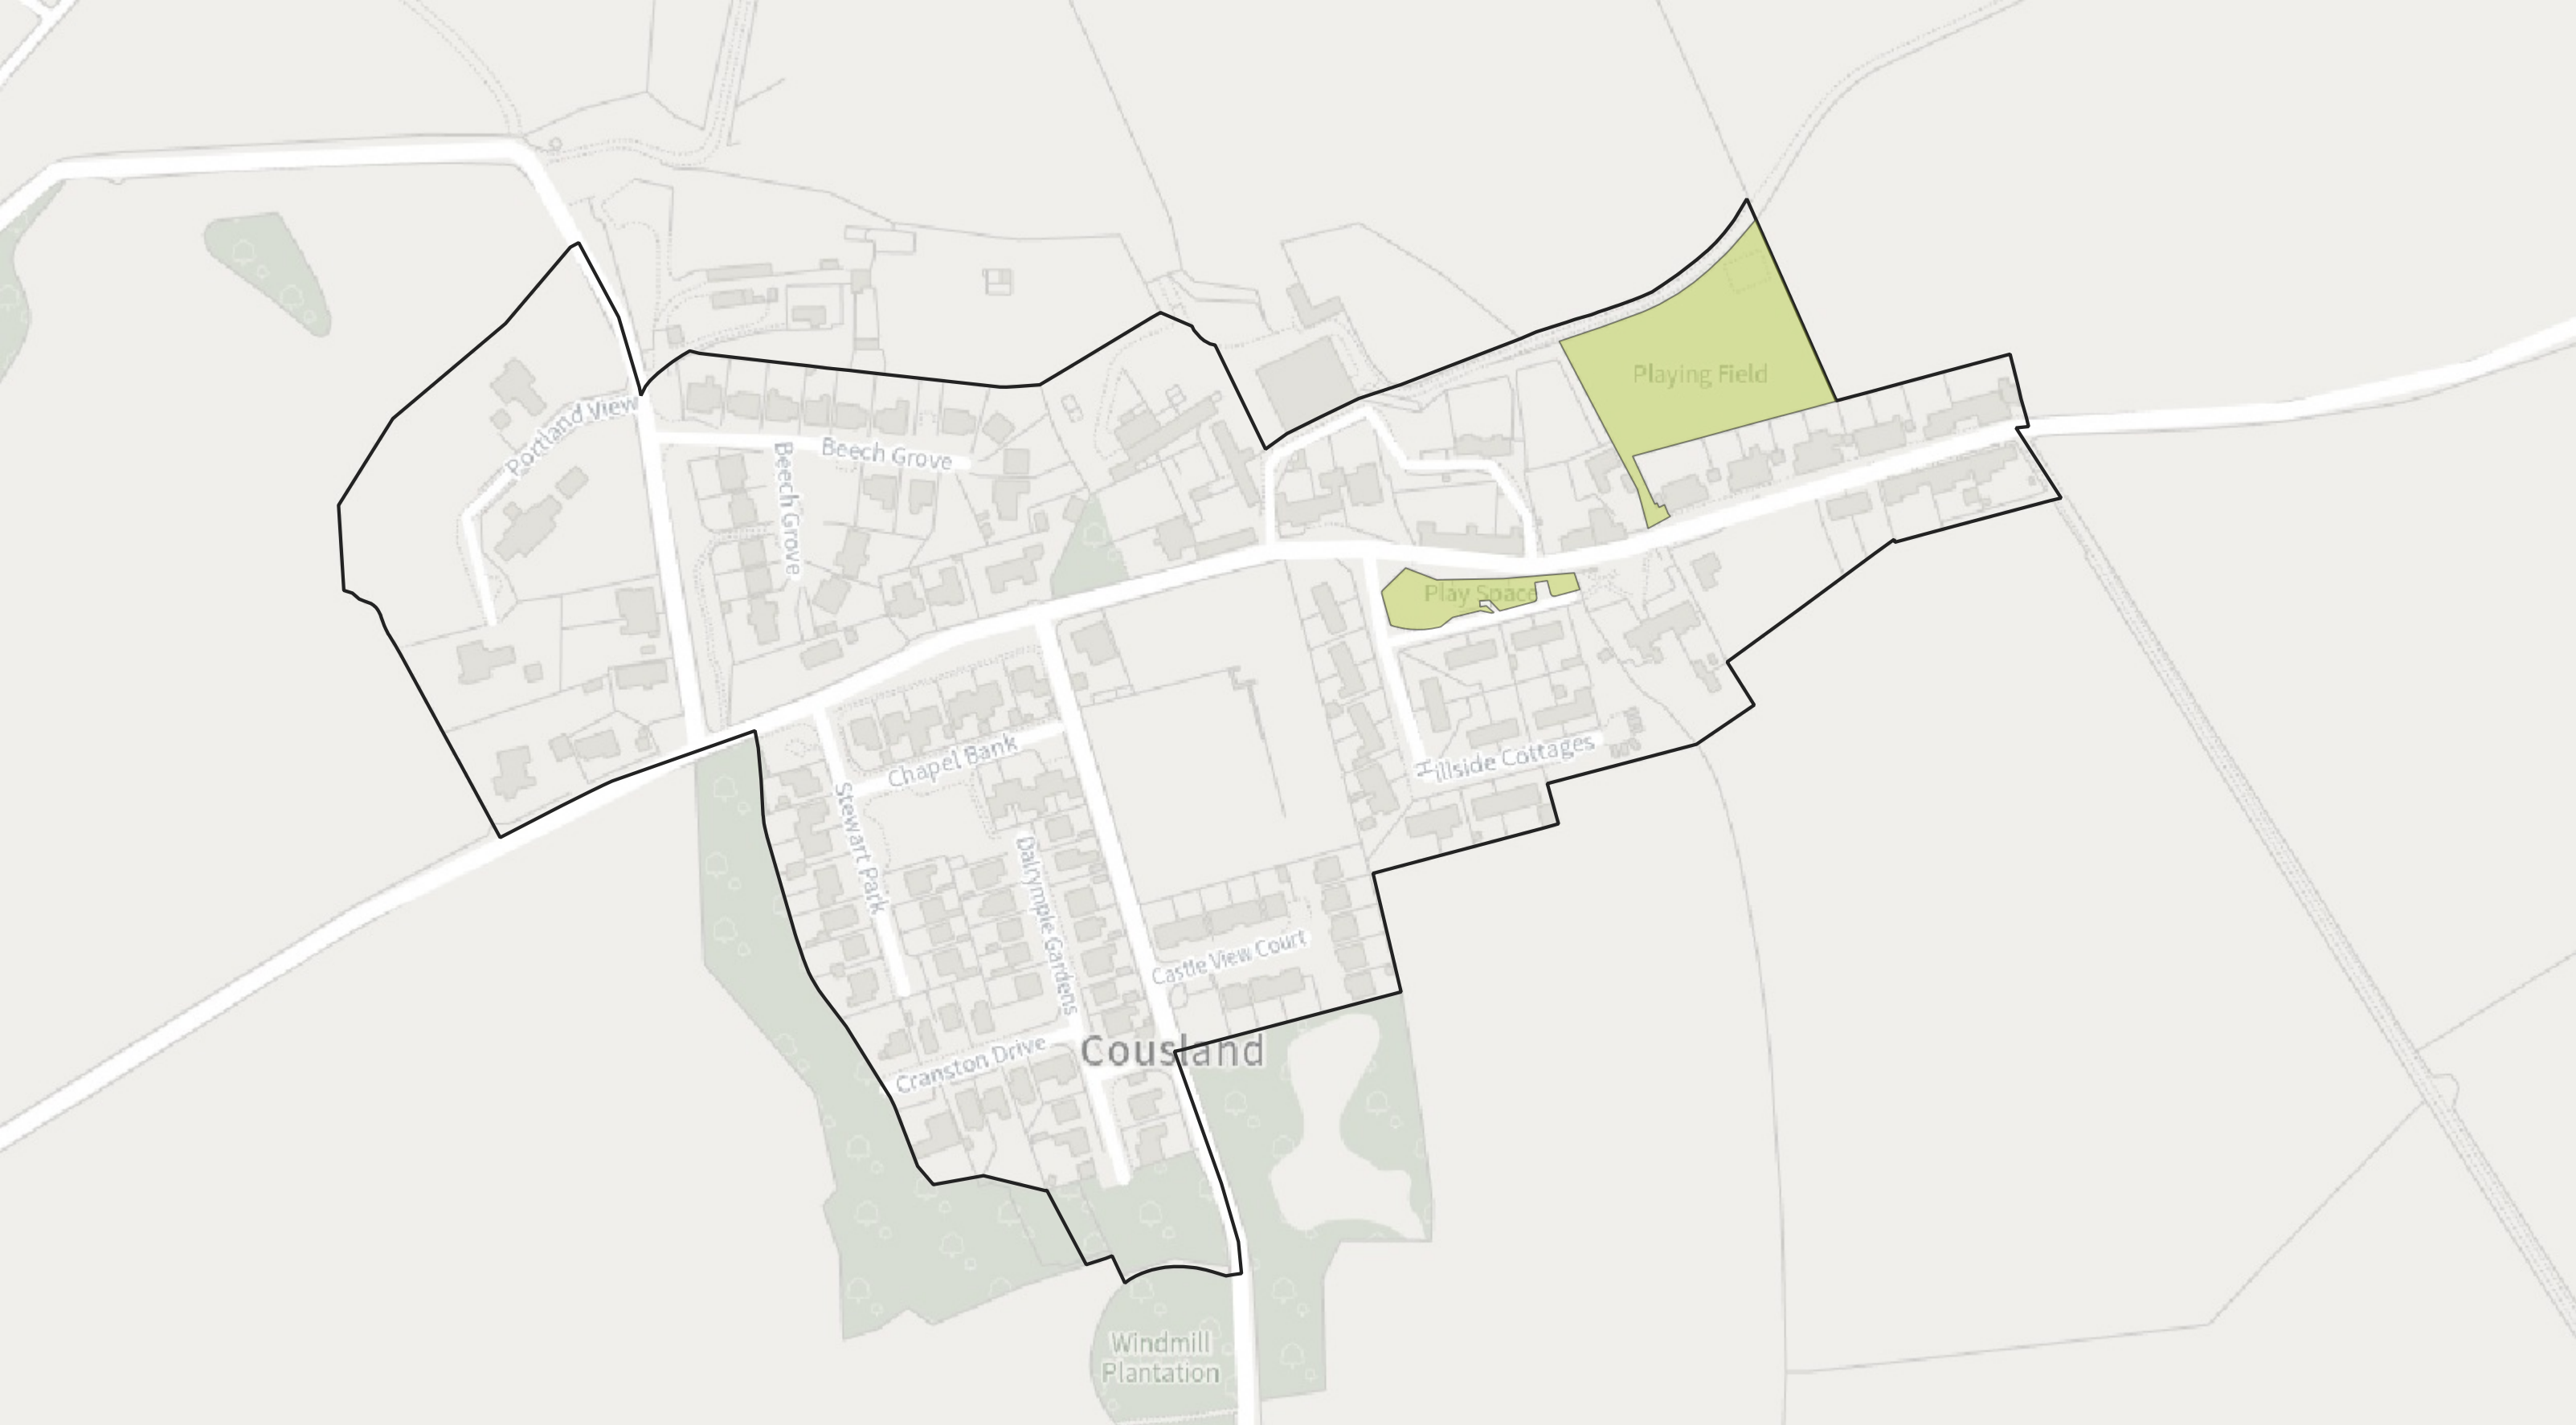 Playing Field
Portland View
Beech Grove
Beech Grove
Play Space
Chapel Bank
Hillside Cottages
Stewart Park
Dalrymple Gardens
Castle View Court
Cousland
Cranston Drive
Windmill
Plantation